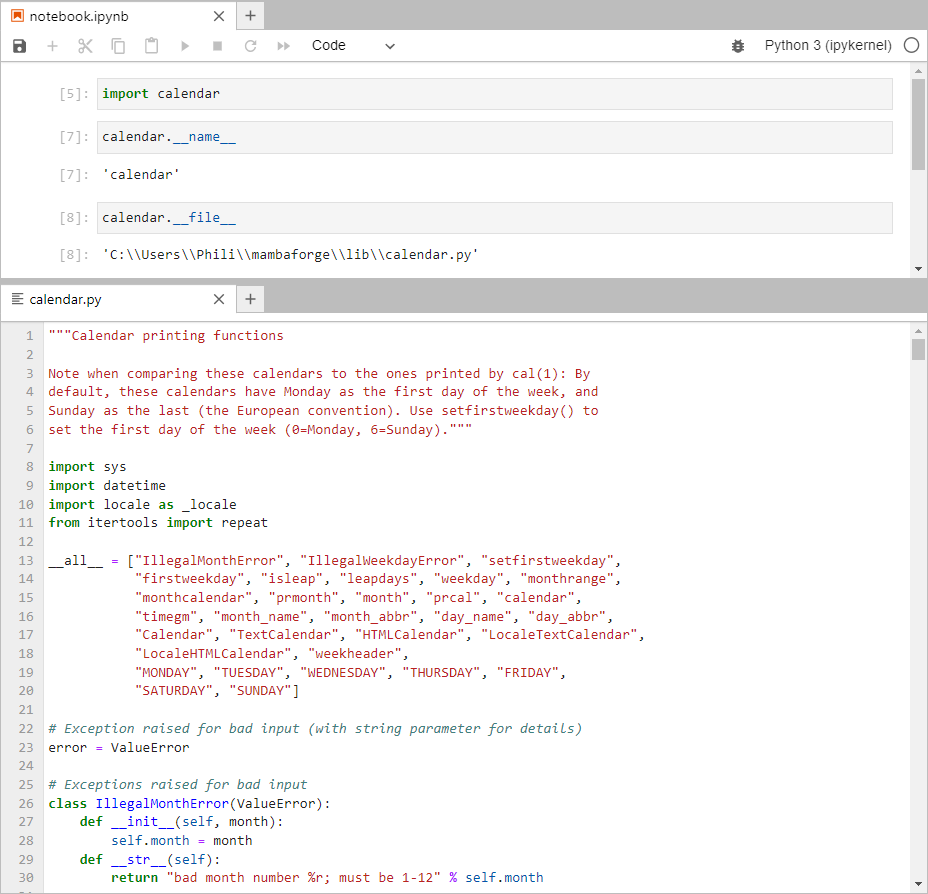 notebook.ipynb
Code
Python 3 (ipykernel)
[5]: import calendar
[7]: calendar.__name__
[7]: 'calendar'
[8]: calendar.__file__
[8]: 'C:\\Users\\Phili\\mambaforge\\lib\\calendar.py'
calendar.py
1 """Calendar printing functions
2
3 Note when comparing these calendars to the ones printed by cal(1): By
4 default, these calendars have Monday as the first day of the week, and
5 Sunday as the last (the European convention). Use setfirstweekday() to
6 set the first day of the week (0=Monday, 6=Sunday)."""
7
8 import sys
9 import datetime
10 import locale as _locale
11 from itertools import repeat
12
13 __all__ = ["IllegalMonthError", "IllegalWeekdayError", "setfirstweekday",
14            "firstweekday", "isleap", "leapdays", "weekday", "monthrange",
15            "monthcalendar", "prmonth", "month", "prcal", "calendar",
16            "timegm", "month_name", "month_abbr", "day_name", "day_abbr",
17            "Calendar", "TextCalendar", "HTMLCalendar", "LocaleTextCalendar",
18            "LocaleHTMLCalendar", "weekheader",
19            "MONDAY", "TUESDAY", "WEDNESDAY", "THURSDAY", "FRIDAY",
20            "SATURDAY", "SUNDAY"]
21
22 # Exception raised for bad input (with string parameter for details)
23 error = ValueError
24
25 # Exceptions raised for bad input
26 class IllegalMonthError(ValueError):
27     def __init__(self, month):
28         self.month = month
29     def __str__(self):
30         return "bad month number %r; must be 1-12" % self.month